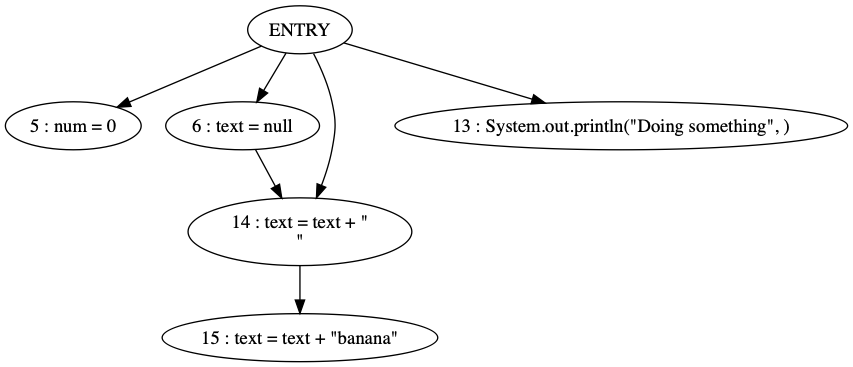 ENTRY
5 : num = 0
6 : text = null
13 : System.out.println("Doing something", )
14 : text = text + "
"
15 : text = text + "banana"